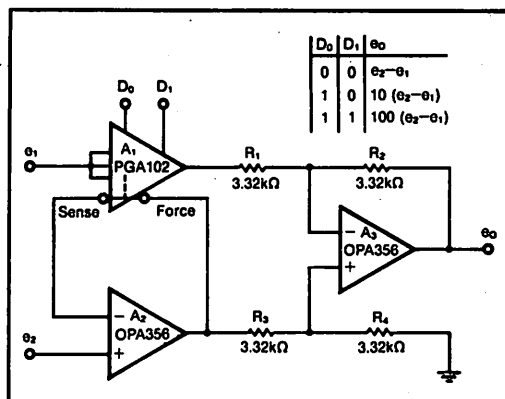 D₀ D₁ e₀
0 0 e₂–e₁
1 0 10 (e₂–e₁)
1 1 100 (e₂–e₁)
D₀ D₁
e₁
A₁
PGA102
R₁
3.32kΩ
R₂
3.32kΩ
Sense
Force
–
A₃
OPA356
+
e₀
–
A₂
OPA356
e₂
+
R₃
3.32kΩ
R₄
3.32kΩ